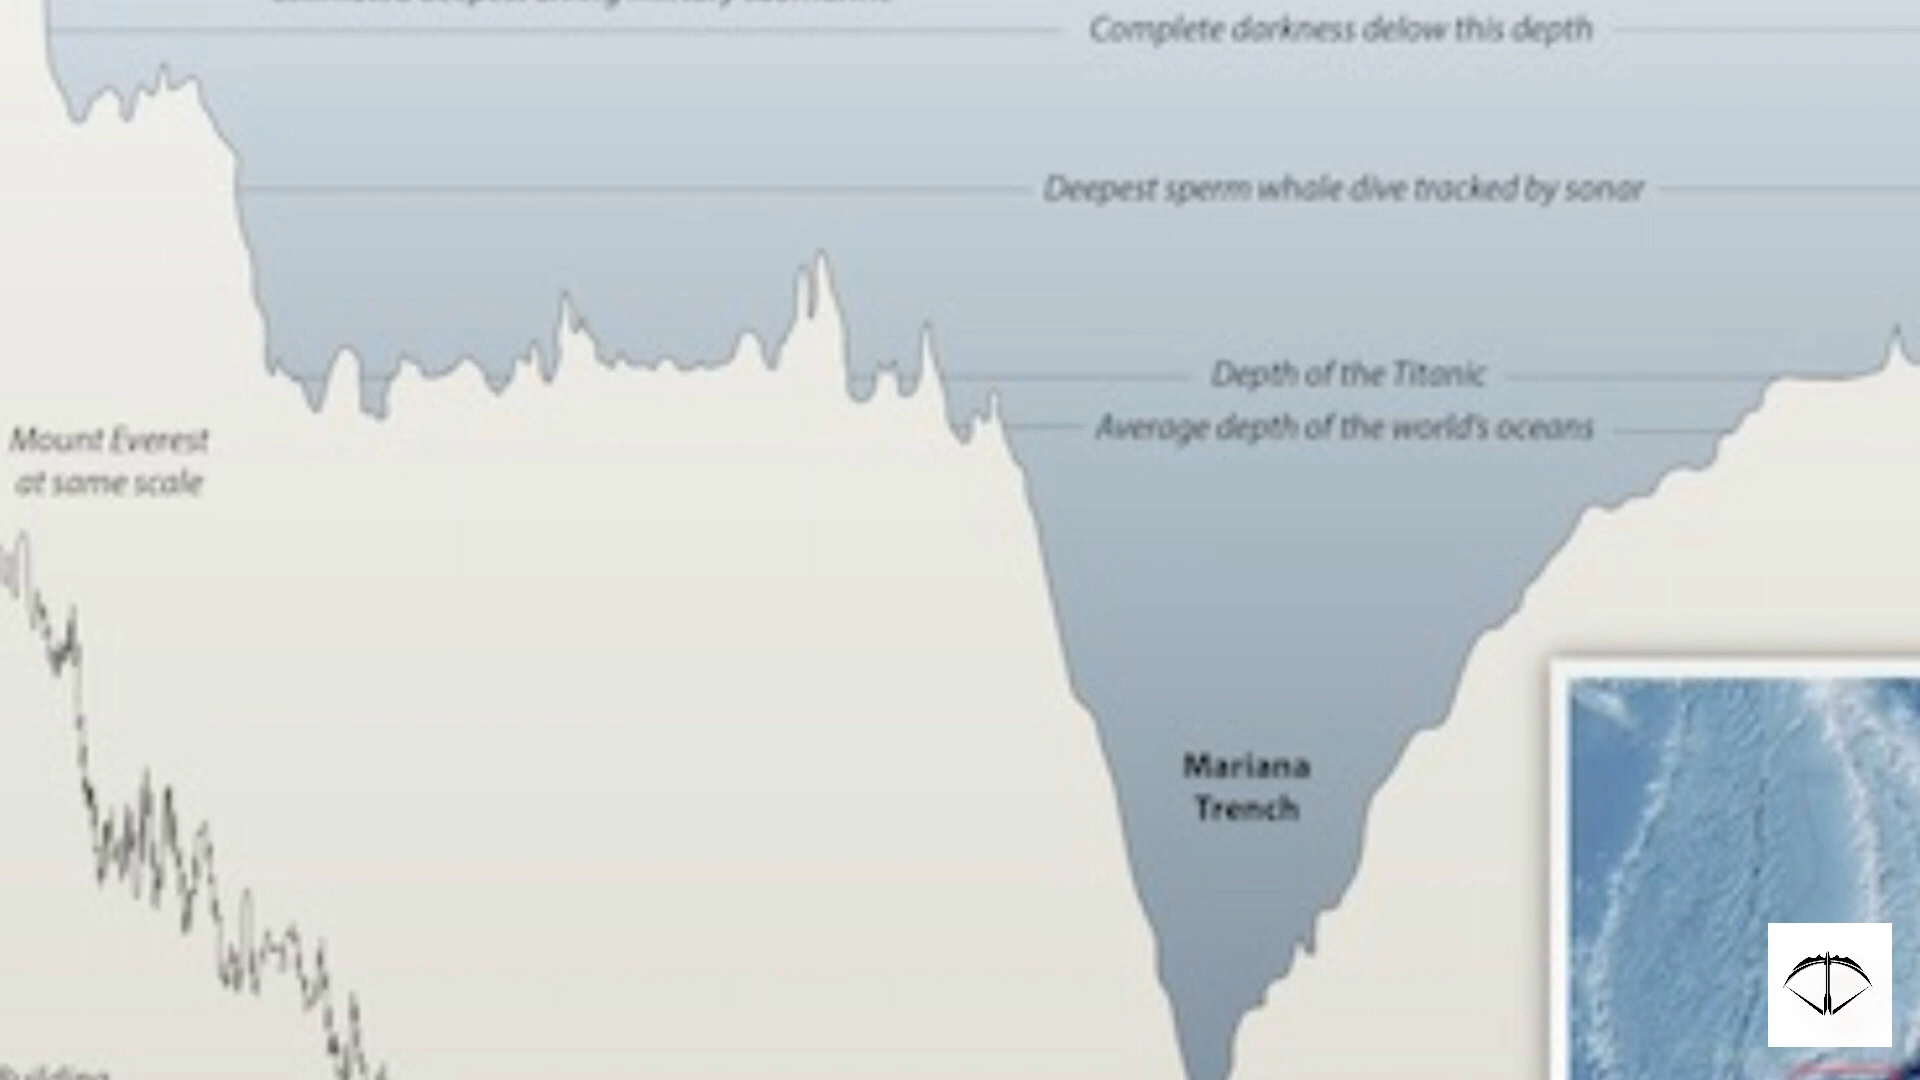 Complete darkness delow this depth
Deepest sperm whale dive tracked by sonar
Depth of the Titanic
Average depth of the world's oceans
Mount Everest
at same scale
Mariana
Trench